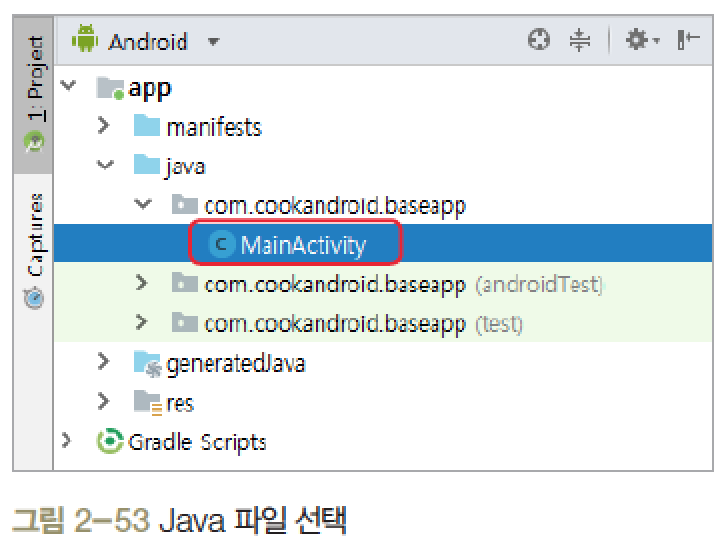 1: Project
Captures
Android
app
manifests
java
com.cookandroid.baseapp
C MainActivity
com.cookandroid.baseapp (androidTest)
com.cookandroid.baseapp (test)
generatedJava
res
Gradle Scripts
그림 2-53 Java 파일 선택